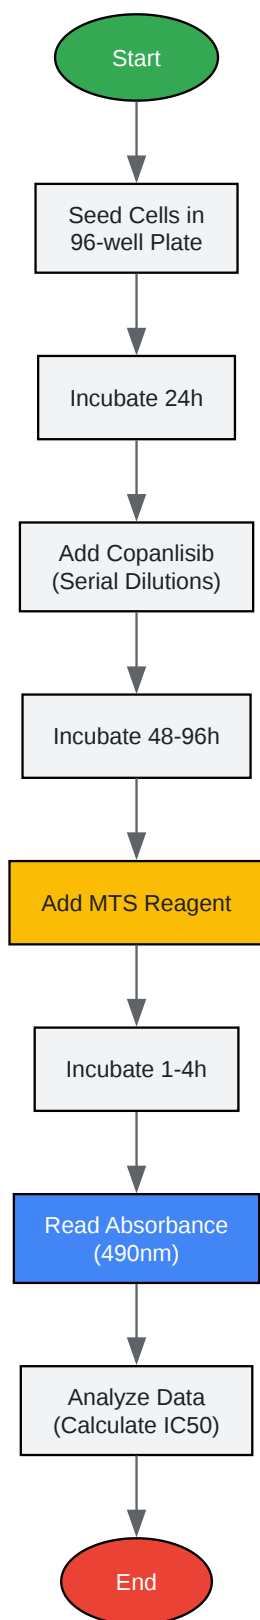 Start
Seed Cells in
96-well Plate
Incubate 24h
Add Copanlisib
(Serial Dilutions)
Incubate 48-96h
Add MTS Reagent
Incubate 1-4h
Read Absorbance
(490nm)
Analyze Data
(Calculate IC50)
End